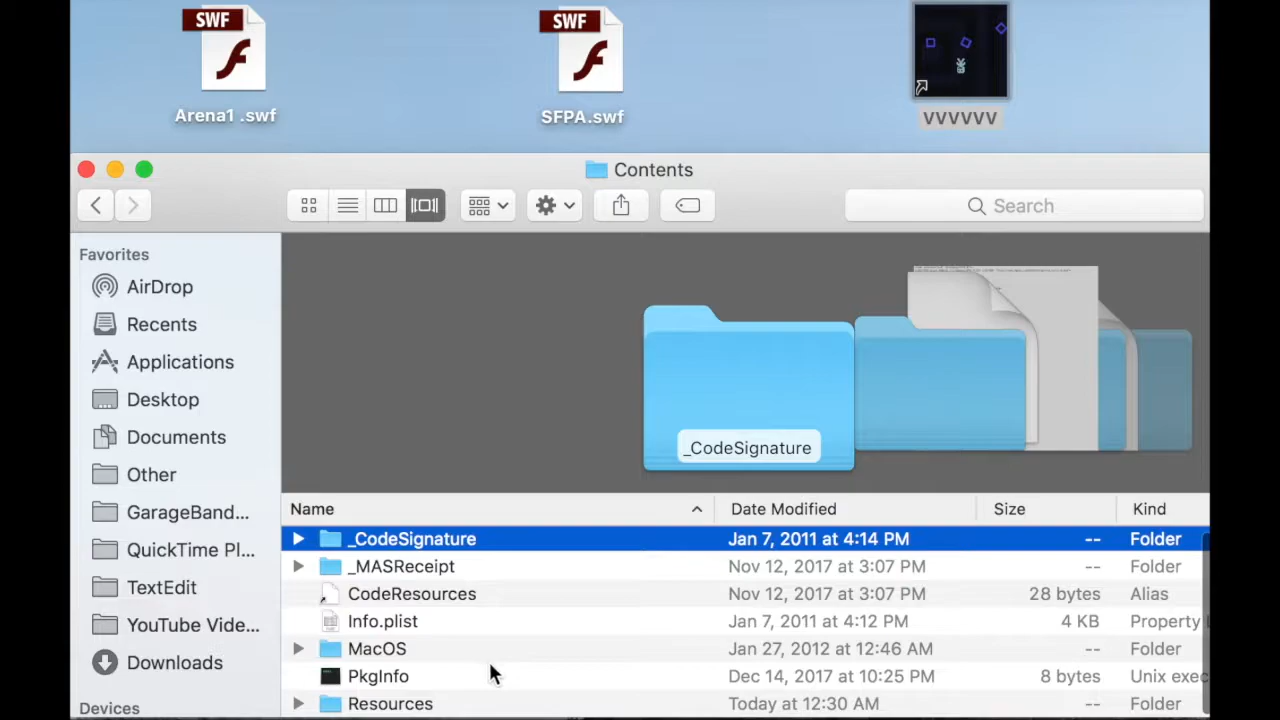 SWF
SWF
Arena1 .swf
SFPA.swf
VVVVVV
Contents
Search
Favorites
AirDrop
Recents
Applications
Desktop
Documents
Other
GarageBand...
QuickTime Pl...
TextEdit
YouTube Vide...
Downloads
Devices
_CodeSignature
Name Date Modified Size Kind
_CodeSignature Jan 7, 2011 at 4:14 PM -- Folder
_MASReceipt Nov 12, 2017 at 3:07 PM -- Folder
CodeResources Nov 12, 2017 at 3:07 PM 28 bytes Alias
Info.plist Jan 7, 2011 at 4:12 PM 4 KB Property
MacOS Jan 27, 2012 at 12:46 AM -- Folder
PkgInfo Dec 14, 2017 at 10:25 PM 8 bytes Unix exec
Resources Today at 12:30 AM -- Folder